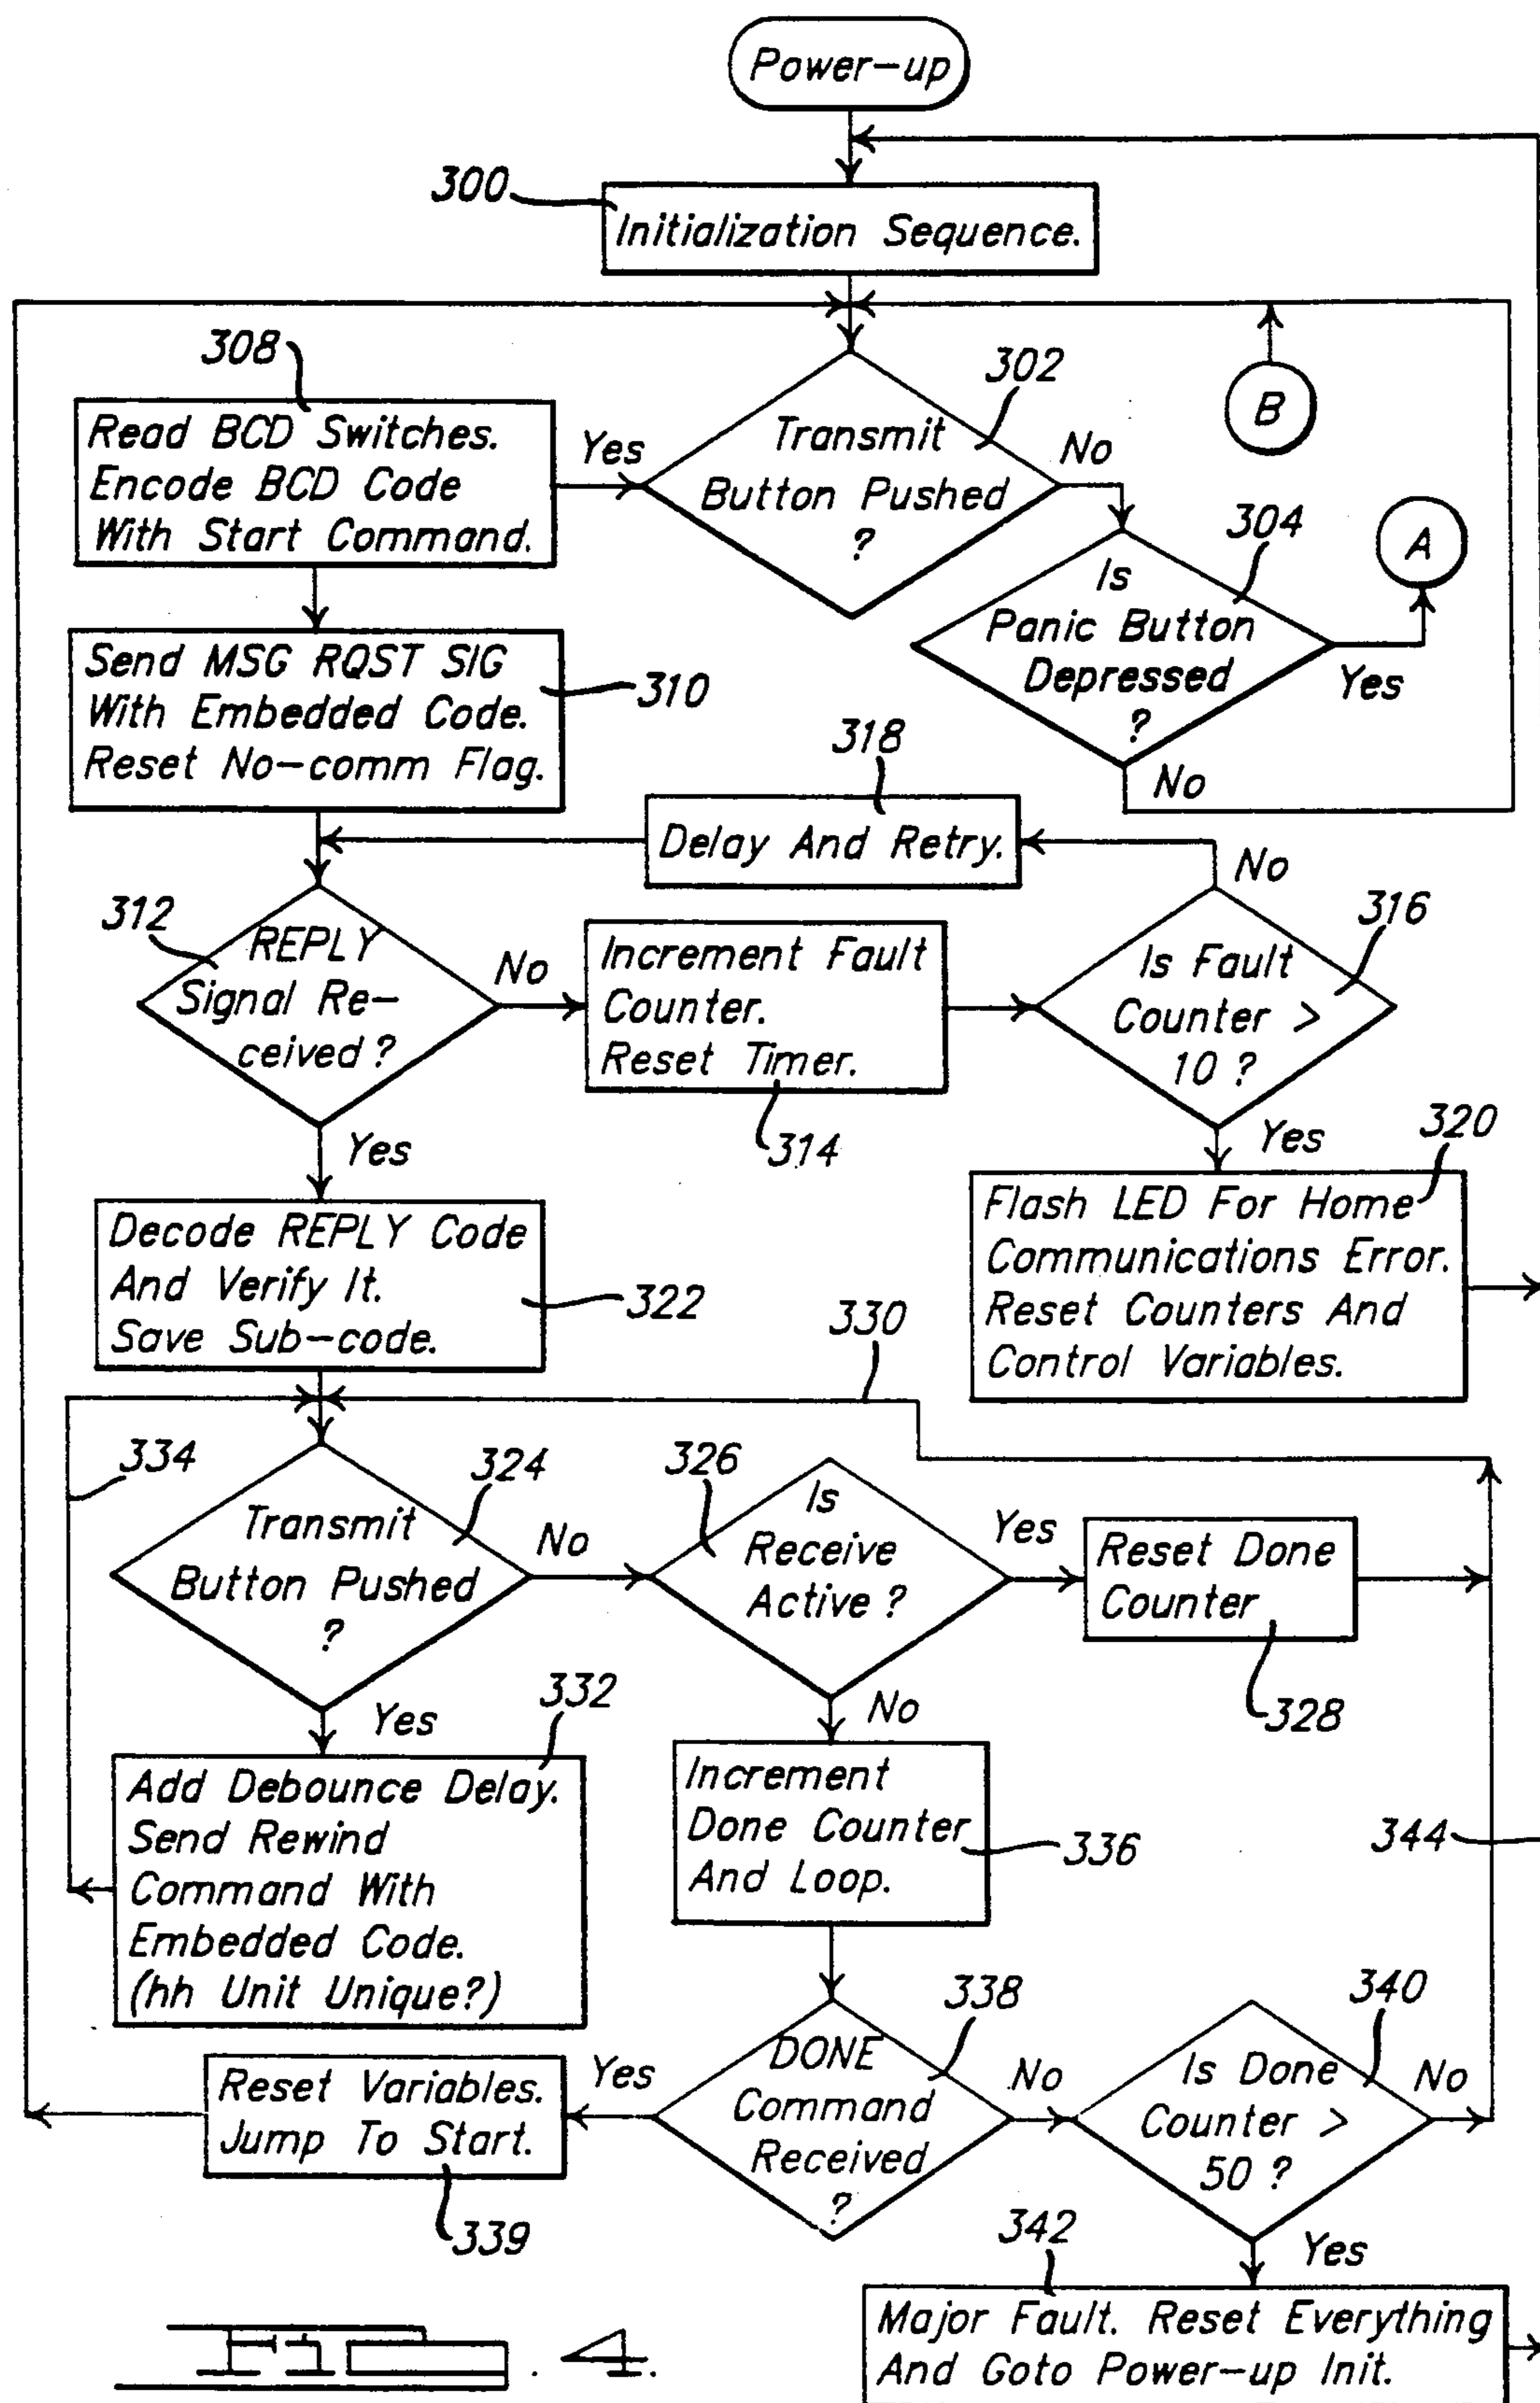 Power-up
300
Initialization Sequence.
308
Read BCD Switches.
Encode BCD Code
With Start Command.
Yes
302
Transmit
Button Pushed
?
No
B
304
Is
Panic Button
Depressed
?
Yes
A
No
Send MSG RQST SIG
With Embedded Code.
Reset No-comm Flag.
310
318
Delay And Retry.
No
312
REPLY
Signal Re-
ceived?
No
Increment Fault
Counter.
Reset Timer.
314
316
Is Fault
Counter >
10 ?
Yes
Yes
320
Flash LED For Home
Communications Error.
Reset Counters And
Control Variables.
Decode REPLY Code
And Verify It.
Save Sub-code.
322
330
334
324
Transmit
Button Pushed
?
No
326
Is
Receive
Active ?
Yes
Reset Done
Counter
328
Yes
332
Add Debounce Delay.
Send Rewind
Command With
Embedded Code.
(hh Unit Unique?)
No
Increment
Done Counter
And Loop.
336
344
338
DONE
Command
Received
?
Yes
Reset Variables.
Jump To Start.
339
No
340
Is Done
Counter >
50 ?
No
Yes
342
Major Fault. Reset Everything
And Goto Power-up Init.
FIG. 4.